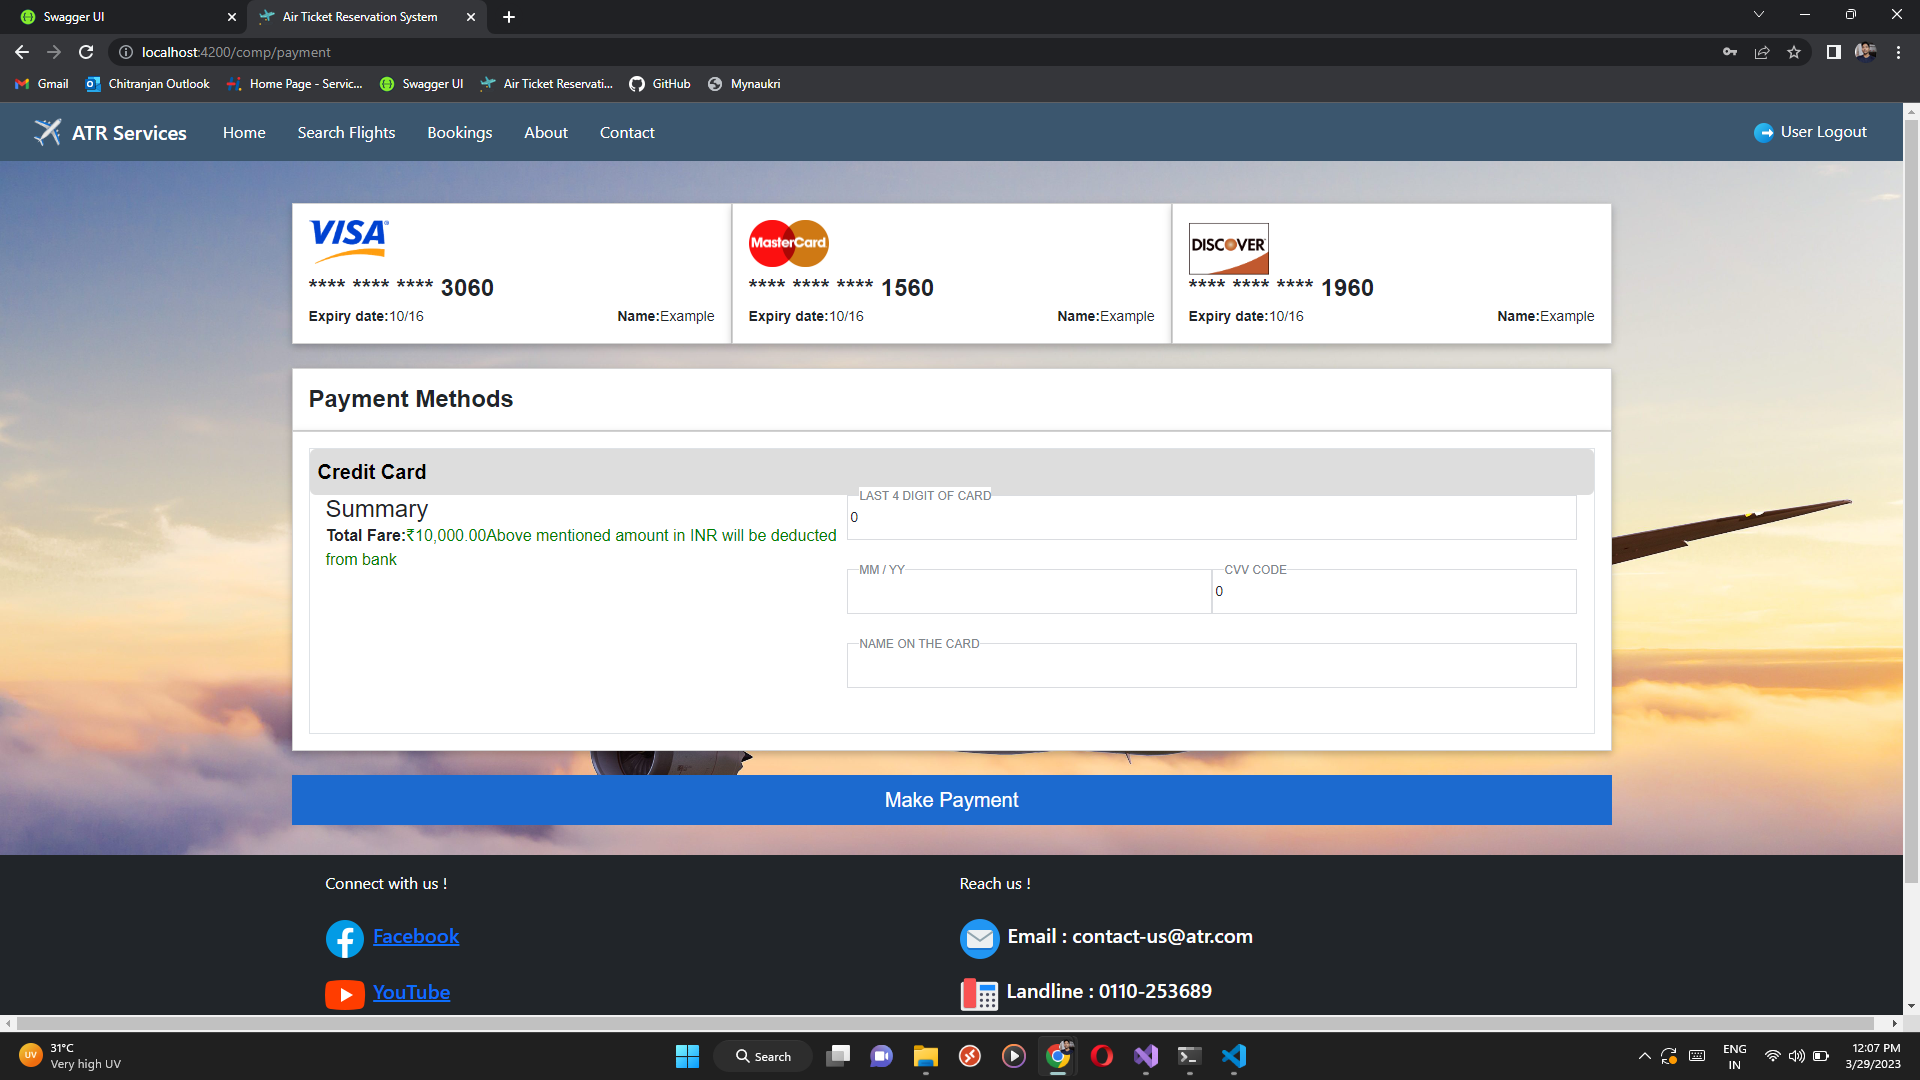 Swagger UI
Air Ticket Reservation System
localhost:4200/comp/payment
Gmail
Chitranjan Outlook
Home Page - Servic...
Swagger UI
Air Ticket Reservati...
GitHub
Mynaukri
ATR Services
Home
Search Flights
Bookings
About
Contact
User Logout
VISA
**** **** **** 3060
Expiry date:10/16
Name:Example
MasterCard
**** **** **** 1560
Expiry date:10/16
Name:Example
DISCOVER
**** **** **** 1960
Expiry date:10/16
Name:Example
Payment Methods
Credit Card
Summary
Total Fare:₹10,000.00Above mentioned amount in INR will be deducted
from bank
LAST 4 DIGIT OF CARD
0
MM / YY
CVV CODE
0
NAME ON THE CARD
Make Payment
Connect with us !
Facebook
YouTube
Reach us !
Email : contact-us@atr.com
Landline : 0110-253689
UV
31°C
Very high UV
Search
ENG
IN
12:07 PM
3/29/2023